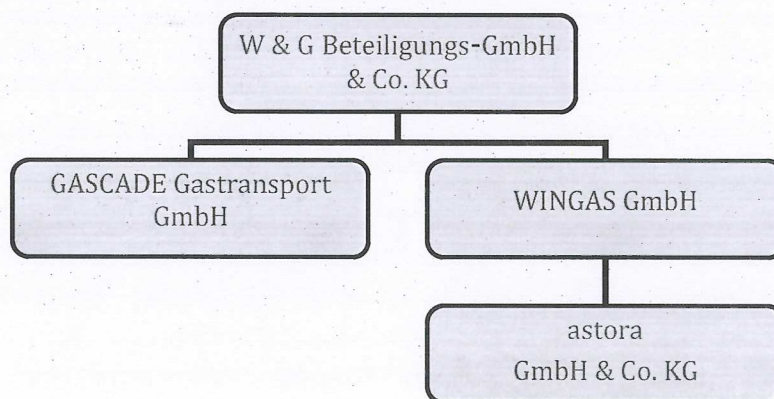 W & G Beteiligungs-GmbH
& Co. KG
GASCADE Gastransport
GmbH
WINGAS GmbH
astora
GmbH & Co. KG